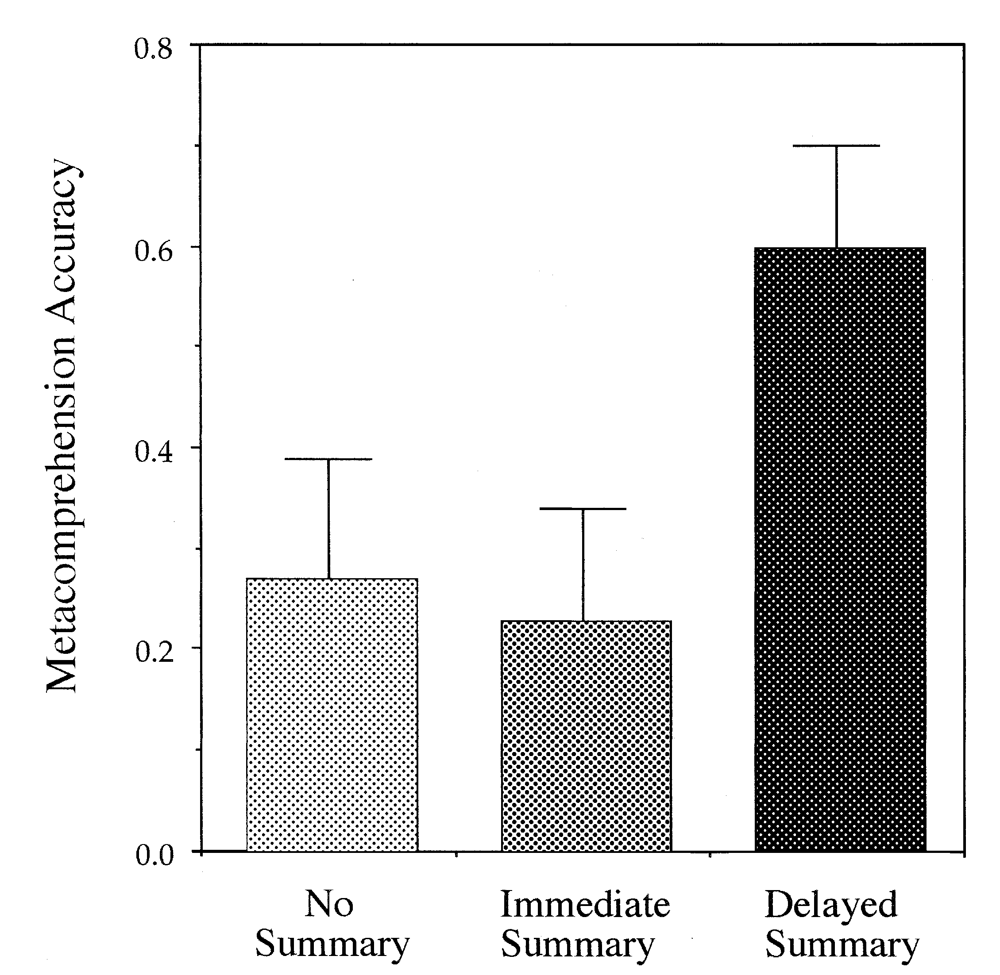 Metacomprehension Accuracy
0.8
0.6
0.4
0.2
0.0
No
Summary
Immediate
Summary
Delayed
Summary